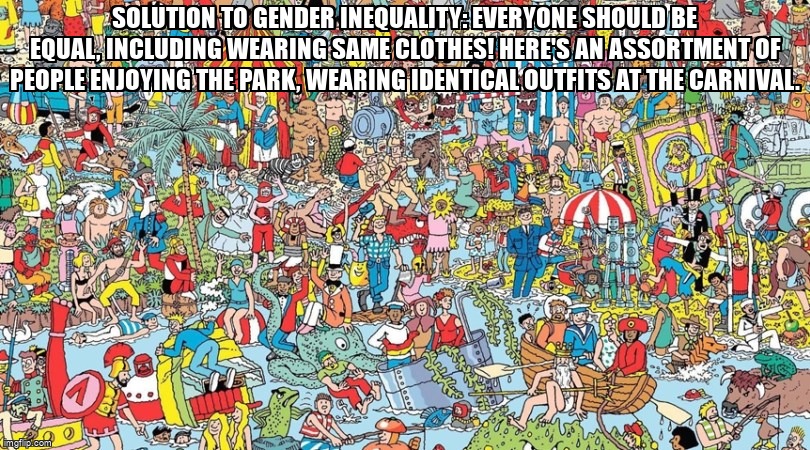 SOLUTION TO GENDER INEQUALITY: EVERYONE SHOULD BE
EQUAL, INCLUDING WEARING SAME CLOTHES! HERE'S AN ASSORTMENT OF
PEOPLE ENJOYING THE PARK, WEARING IDENTICAL OUTFITS AT THE CARNIVAL.
imgflip.com